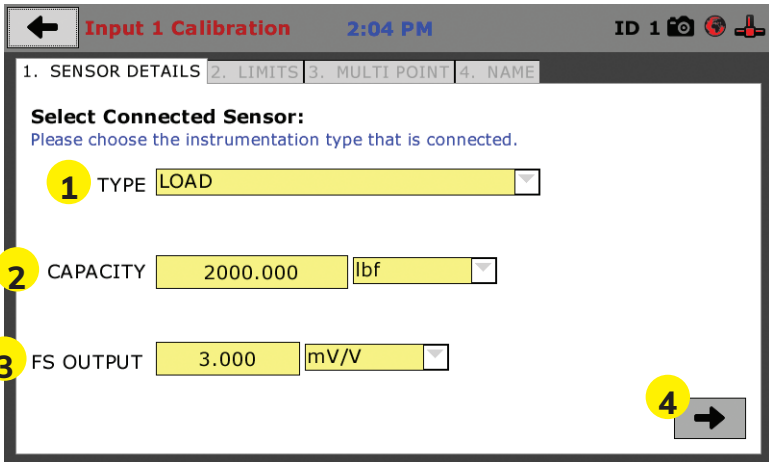 Input 1 Calibration 2:04 PM ID 1
1. SENSOR DETAILS 2. LIMITS 3. MULTI POINT 4. NAME
Select Connected Sensor:
Please choose the instrumentation type that is connected.
1 TYPE LOAD
2 CAPACITY 2000.000 lbf
3 FS OUTPUT 3.000 mV/V
4